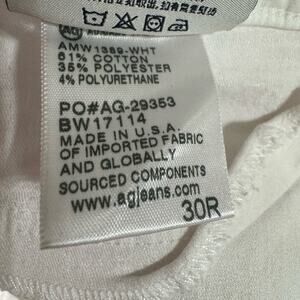 AG
AMW1389-WHT
61% COTTON
35% POLYESTER
4% POLYURETHANE
PO#AG-29353
BW17114
MADE IN U.S.A.
OF IMPORTED FABRIC
AND GLOBALLY
SOURCED COMPONENTS
www.agjeans.com
30R